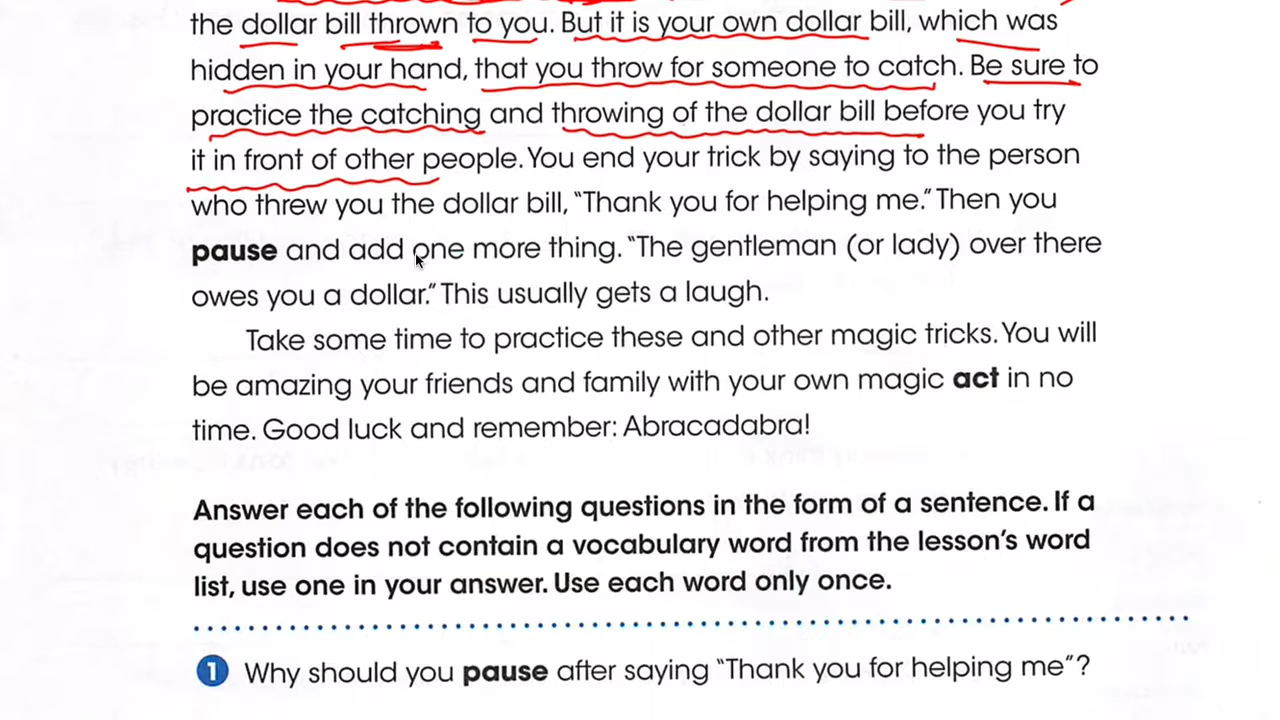 the dollar bill thrown to you. But it is your own dollar bill, which was
hidden in your hand, that you throw for someone to catch. Be sure to
practice the catching and throwing of the dollar bill before you try
it in front of other people. You end your trick by saying to the person
who threw you the dollar bill, “Thank you for helping me.” Then you
pause and add one more thing. “The gentleman (or lady) over there
owes you a dollar.” This usually gets a laugh.
Take some time to practice these and other magic tricks. You will
be amazing your friends and family with your own magic act in no
time. Good luck and remember: Abracadabra!
Answer each of the following questions in the form of a sentence. If a
question does not contain a vocabulary word from the lesson’s word
list, use one in your answer. Use each word only once.
1 Why should you pause after saying “Thank you for helping me”?